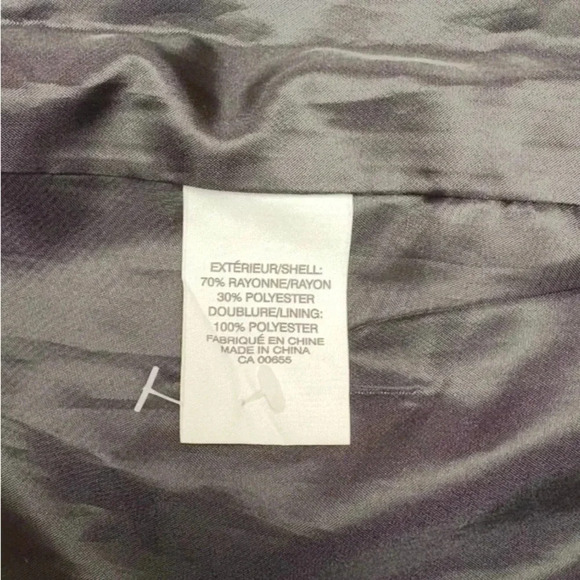 EXTÉRIEUR/SHELL:
70% RAYONNE/RAYON
30% POLYESTER
DOUBLURE/LINING:
100% POLYESTER
FABRIQUÉ EN CHINE
MADE IN CHINA
CA 00655